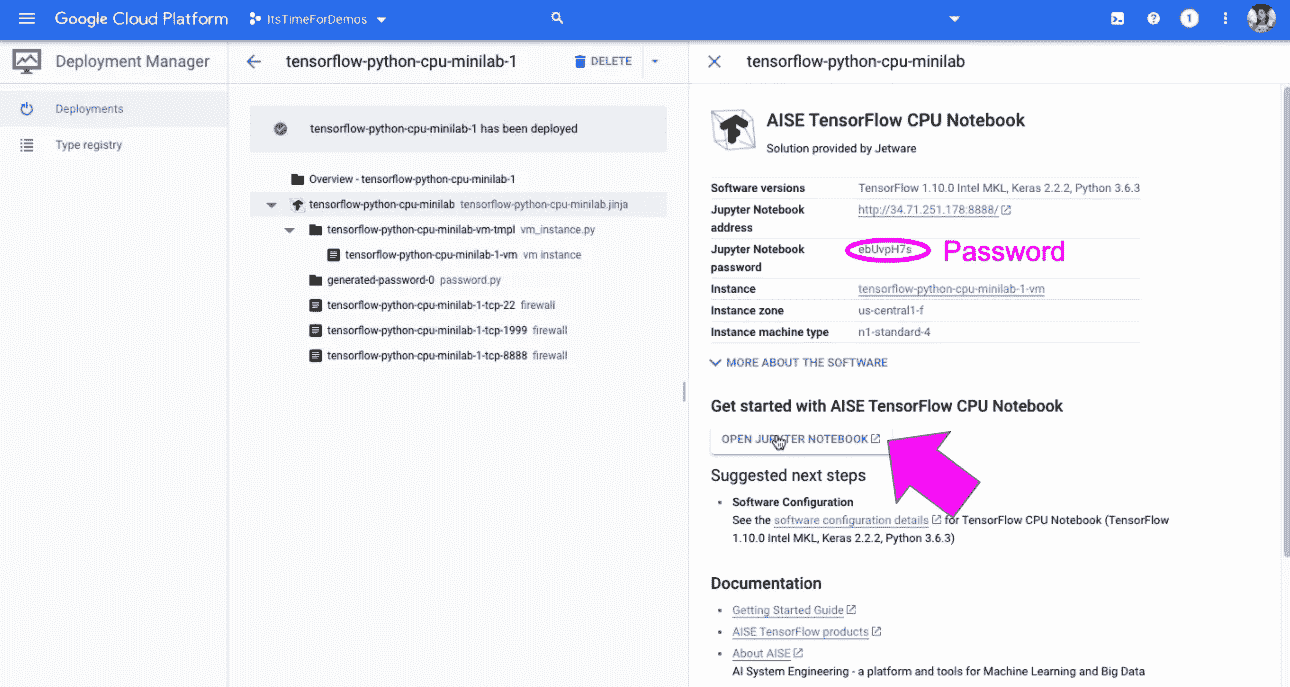 Google Cloud Platform
ItsTimeForDemos
1
Deployment Manager
Deployments
Type registry
tensorflow-python-cpu-minilab-1
DELETE
tensorflow-python-cpu-minilab-1 has been deployed
Overview - tensorflow-python-cpu-minilab-1
tensorflow-python-cpu-minilab tensorflow-python-cpu-minilab.jinja
tensorflow-python-cpu-minilab-vm-tmpl vm_instance.py
tensorflow-python-cpu-minilab-1-vm vm instance
generated-password-0 password.py
tensorflow-python-cpu-minilab-1-tcp-22 firewall
tensorflow-python-cpu-minilab-1-tcp-1999 firewall
tensorflow-python-cpu-minilab-1-tcp-8888 firewall
tensorflow-python-cpu-minilab
AISE TensorFlow CPU Notebook
Solution provided by Jetware
Software versions TensorFlow 1.10.0 Intel MKL, Keras 2.2.2, Python 3.6.3
Jupyter Notebook http://34.71.251.178:8888/
address
Jupyter Notebook ebUvpH7s Password
password
Instance tensorflow-python-cpu-minilab-1-vm
Instance zone us-central1-f
Instance machine type n1-standard-4
MORE ABOUT THE SOFTWARE
Get started with AISE TensorFlow CPU Notebook
OPEN JUPYTER NOTEBOOK
Suggested next steps
• Software Configuration
See the software configuration details for TensorFlow CPU Notebook (TensorFlow
1.10.0 Intel MKL, Keras 2.2.2, Python 3.6.3)
Documentation
• Getting Started Guide
• AISE TensorFlow products
• About AISE
AI System Engineering - a platform and tools for Machine Learning and Big Data